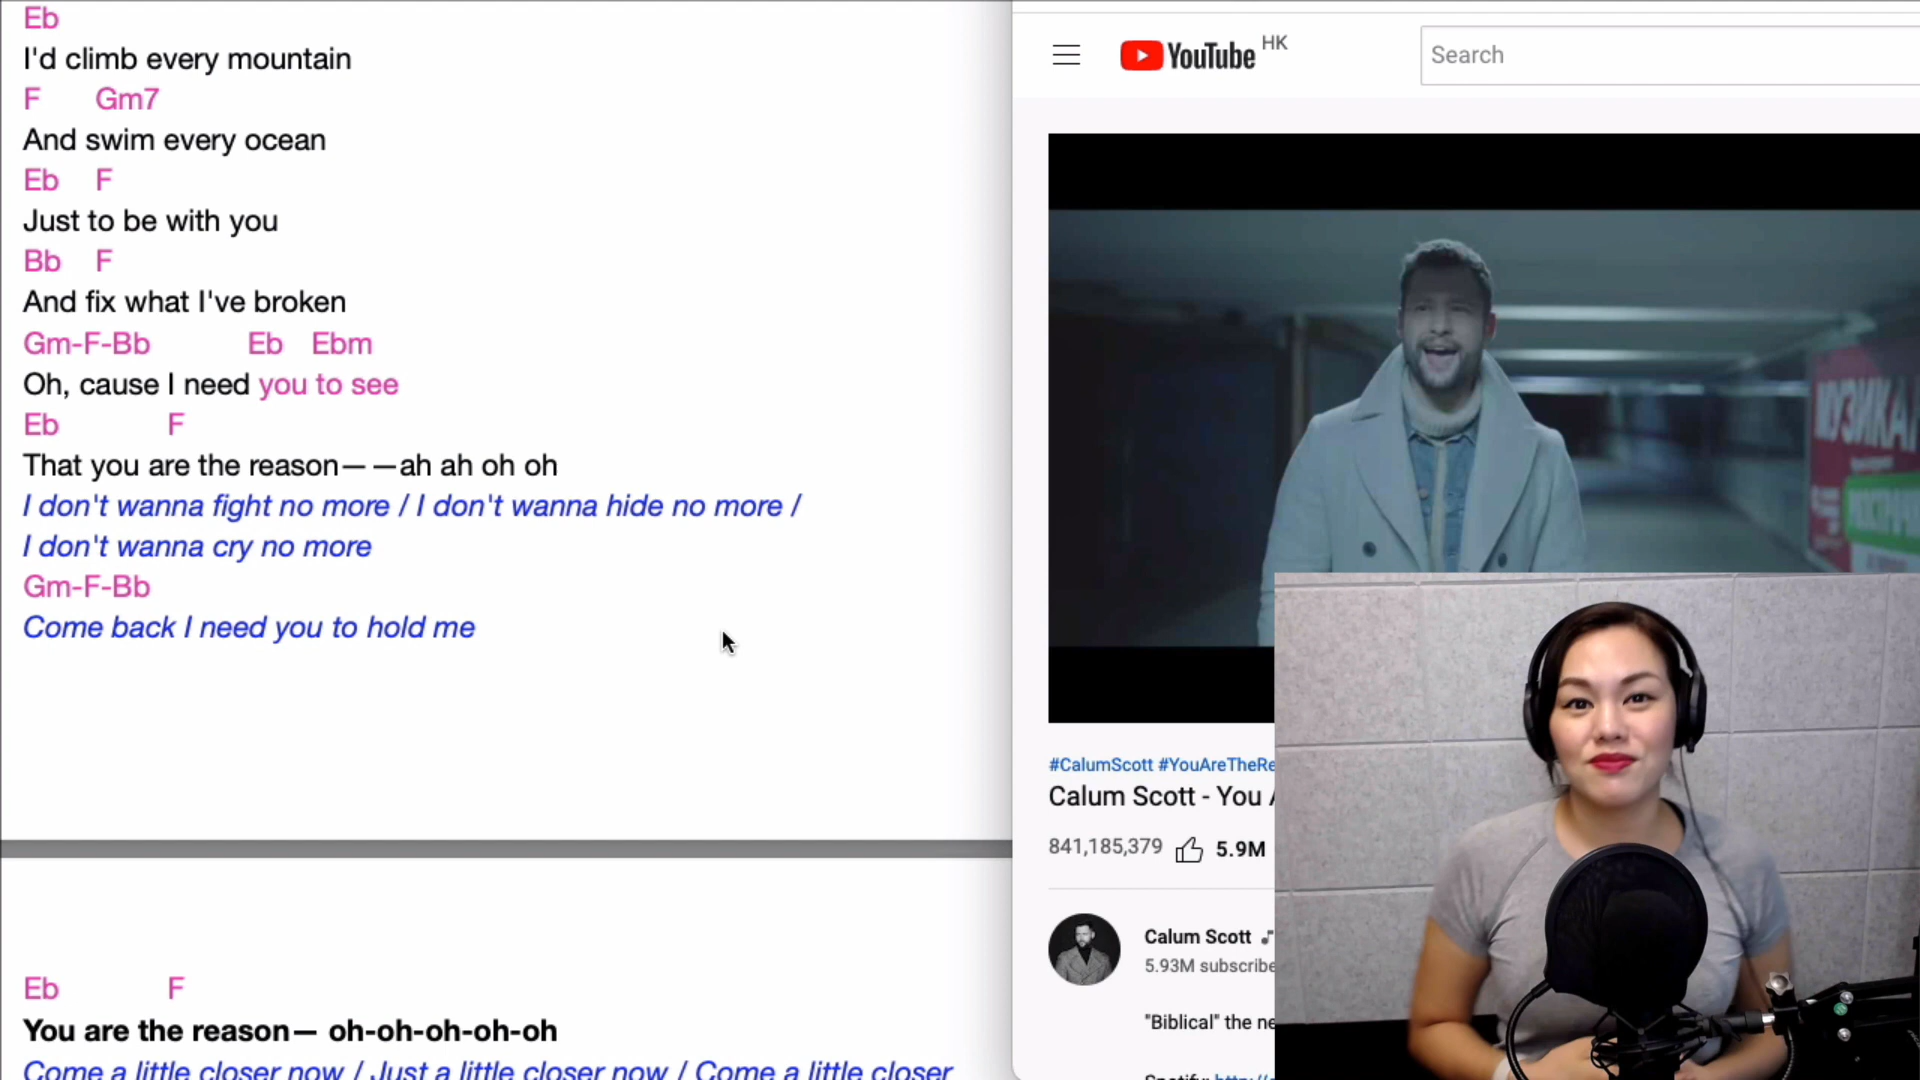 Eb
I'd climb every mountain
F Gm7
And swim every ocean
Eb F
Just to be with you
Bb F
And fix what I've broken
Gm-F-Bb Eb Ebm
Oh, cause I need you to see
Eb F
That you are the reason— —ah ah oh oh
I don't wanna fight no more / I don't wanna hide no more /
I don't wanna cry no more
Gm-F-Bb
Come back I need you to hold me
Eb F
You are the reason— oh-oh-oh-oh-oh
Come a little closer now / Just a little closer now / Come a little closer
YouTube HK
Search
МУЗИКА
#CalumScott #YouAreTheRe
Calum Scott - You A
841,185,379 5.9M
Calum Scott
5.93M subscribe
"Biblical" the ne
Spotify: http://